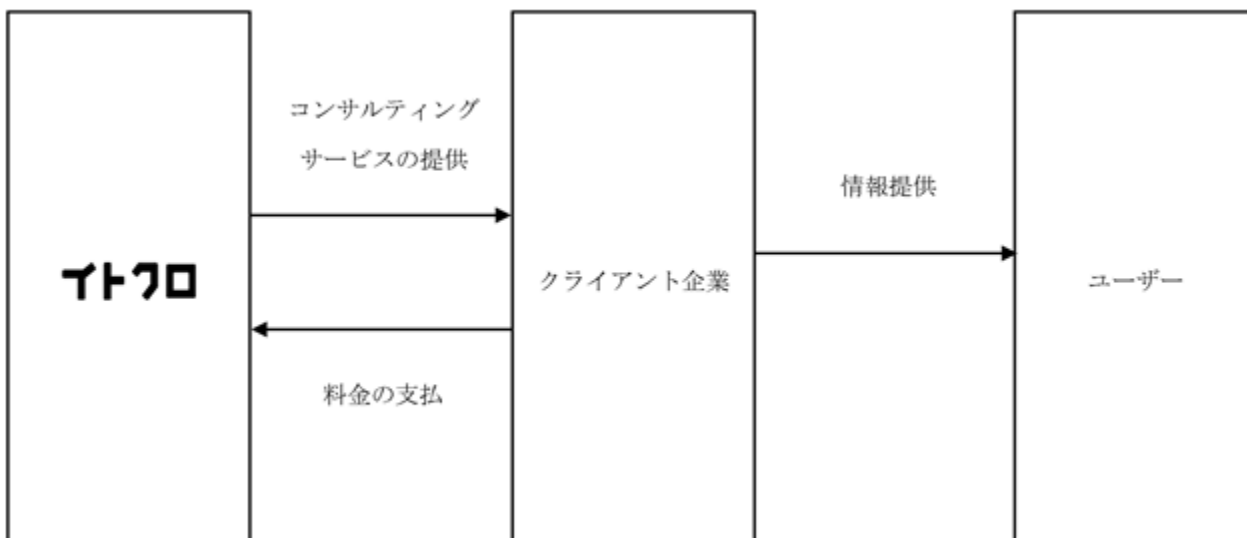 コンサルティング
サービスの提供
情報提供
イトクロ
クライアント企業
ユーザー
料金の支払